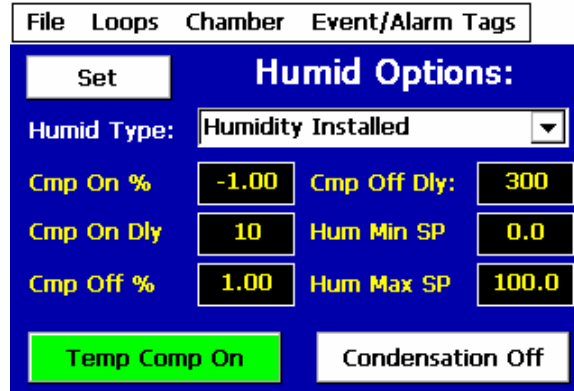 File Loops Chamber Event/Alarm Tags
Set Humid Options:
Humid Type: Humidity Installed
Cmp On % -1.00 Cmp Off Dly: 300
Cmp On Dly 10 Hum Min SP 0.0
Cmp Off % 1.00 Hum Max SP 100.0
Temp Comp On Condensation Off